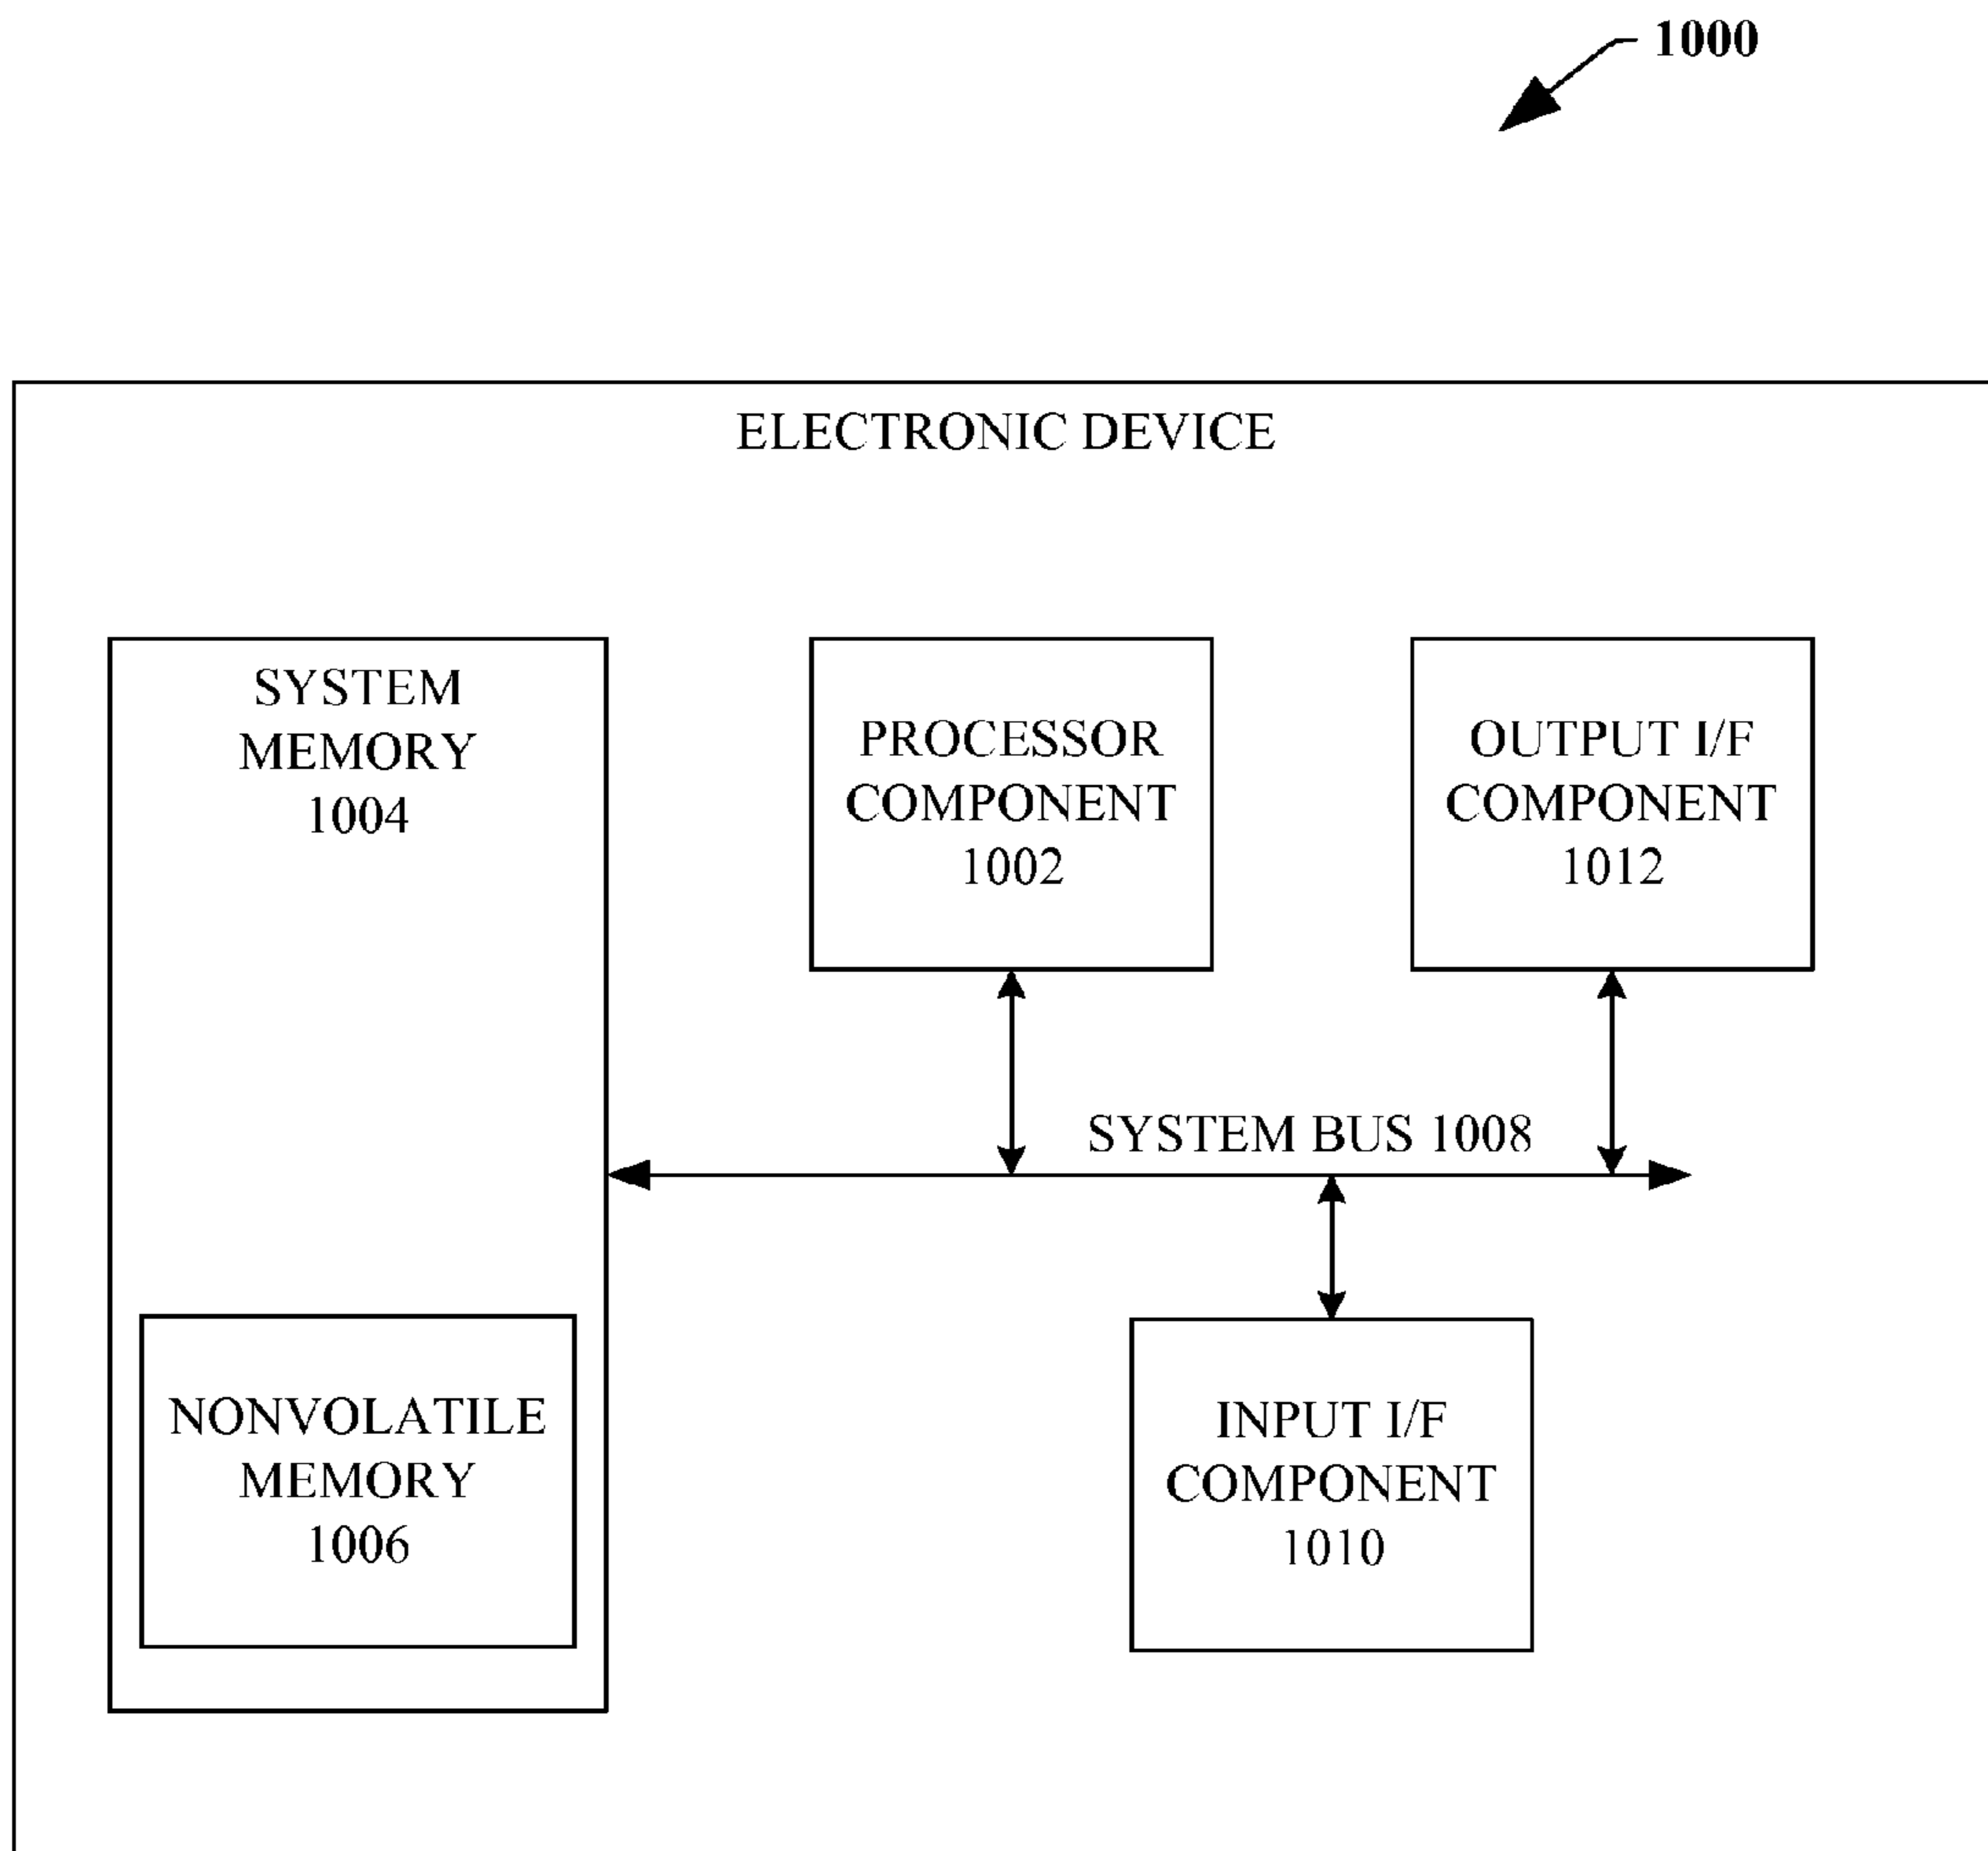 1000
ELECTRONIC DEVICE
SYSTEM
MEMORY
1004
PROCESSOR
COMPONENT
1002
OUTPUT I/F
COMPONENT
1012
SYSTEM BUS 1008
NONVOLATILE
MEMORY
1006
INPUT I/F
COMPONENT
1010